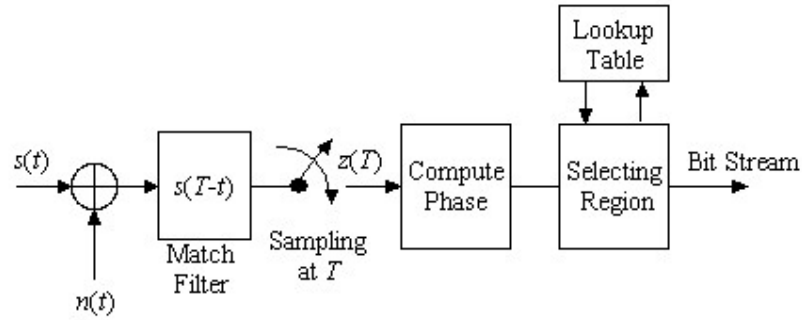 Lookup
Table
s(t)
s(T-t)
z(T)
Compute
Phase
Selecting
Region
Bit Stream
Match
Filter
Sampling
at T
n(t)